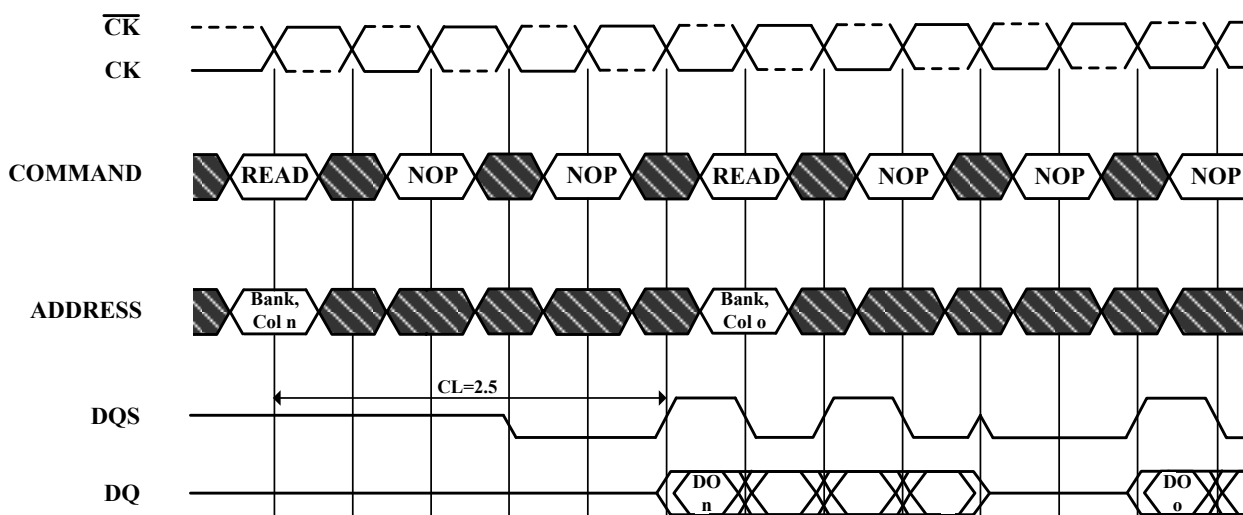 C̅K̅
CK
COMMAND
READ
NOP
NOP
READ
NOP
NOP
NOP
ADDRESS
Bank,
Col n
Bank,
Col o
CL=2.5
DQS
DQ
DO
n
DO
o